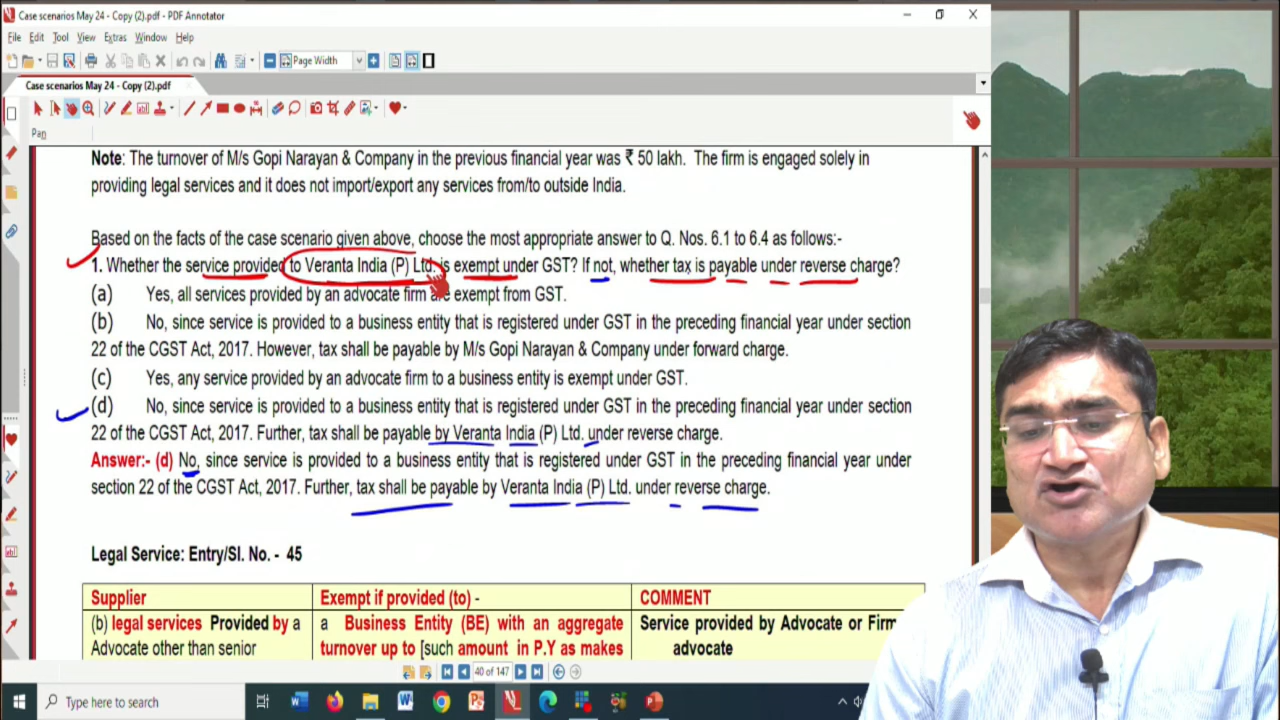 Case scenarios May 24 - Copy (2).pdf - PDF Annotator
File Edit Tool View Extras Window Help
Page Width
Case scenarios May 24 - Copy (2).pdf
Pan
Note: The turnover of M/s Gopi Narayan & Company in the previous financial year was ₹ 50 lakh. The firm is engaged solely in
providing legal services and it does not import/export any services from/to outside India.
Based on the facts of the case scenario given above, choose the most appropriate answer to Q. Nos. 6.1 to 6.4 as follows:-
1. Whether the service provided to Veranta India (P) Ltd. is exempt under GST? If not, whether tax is payable under reverse charge?
(a) Yes, all services provided by an advocate firm are exempt from GST.
(b) No, since service is provided to a business entity that is registered under GST in the preceding financial year under section
22 of the CGST Act, 2017. However, tax shall be payable by M/s Gopi Narayan & Company under forward charge.
(c) Yes, any service provided by an advocate firm to a business entity is exempt under GST.
(d) No, since service is provided to a business entity that is registered under GST in the preceding financial year under section
22 of the CGST Act, 2017. Further, tax shall be payable by Veranta India (P) Ltd. under reverse charge.
Answer:- (d) No, since service is provided to a business entity that is registered under GST in the preceding financial year under
section 22 of the CGST Act, 2017. Further, tax shall be payable by Veranta India (P) Ltd. under reverse charge.
Legal Service: Entry/Sl. No. - 45
Supplier Exempt if provided (to) - COMMENT
(b) legal services Provided by a a Business Entity (BE) with an aggregate Service provided by Advocate or Firm
Advocate other than senior turnover up to [such amount in P.Y as makes advocate
40 of 147
Type here to search